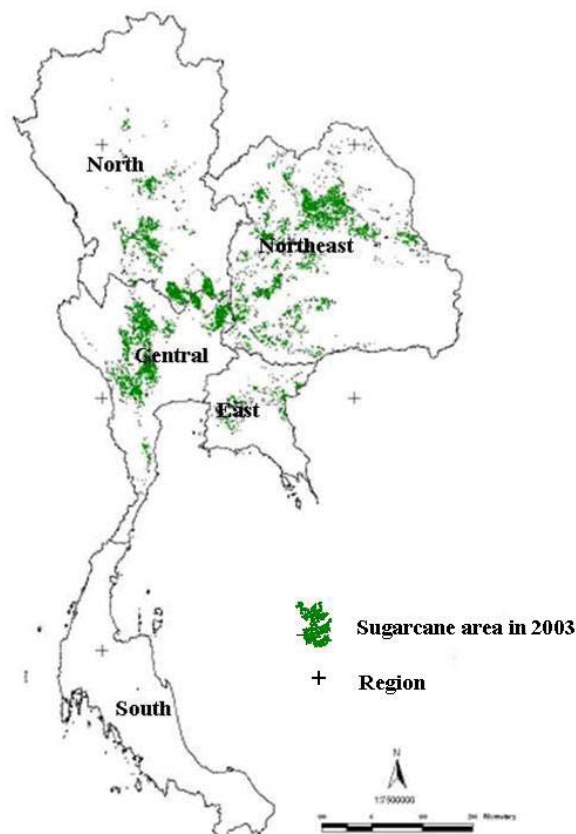 North
Northeast
Central
East
Sugarcane area in 2003
Region
South
N